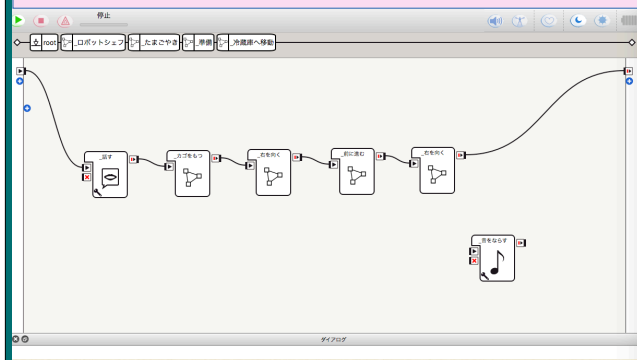 停止
root _ロボットシェフ _たまごやき _準備 _冷蔵庫へ移動
_話す
_カゴをもつ
_右を向く
_前に進む
_右を向く
_音をならす
ダイアログ